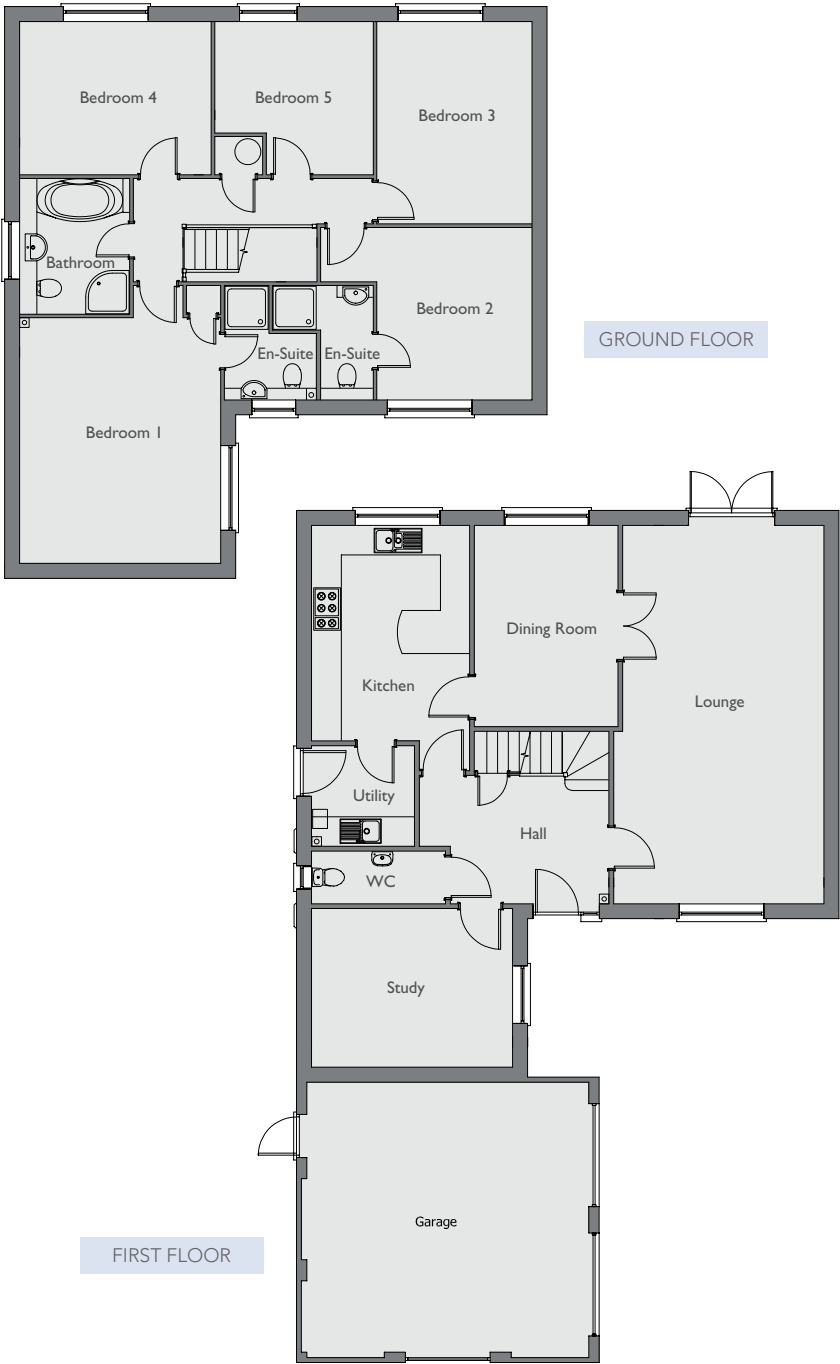 Bedroom 4
Bedroom 5
Bedroom 3
Bathroom
Bedroom 2
En-Suite
En-Suite
Bedroom 1
GROUND FLOOR
Dining Room
Kitchen
Lounge
Utility
Hall
WC
Study
Garage
FIRST FLOOR